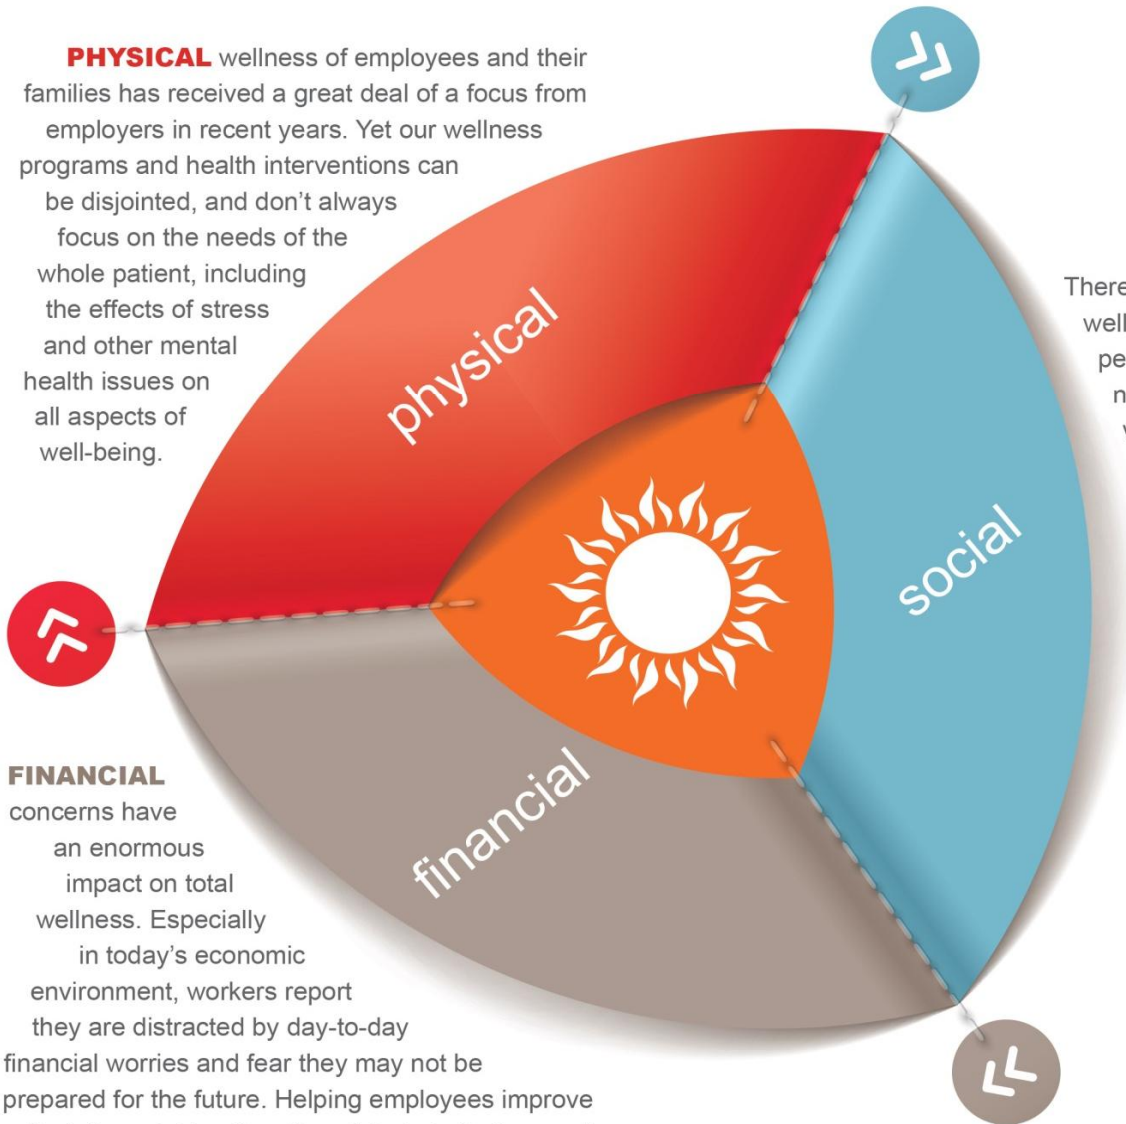 PHYSICAL wellness of employees and their
families has received a great deal of a focus from
employers in recent years. Yet our wellness
programs and health interventions can
be disjointed, and don’t always
focus on the needs of the
whole patient, including
the effects of stress
and other mental
health issues on
all aspects of
well-being.
physical
There
well
pe
n
social
financial
FINANCIAL
concerns have
an enormous
impact on total
wellness. Especially
in today’s economic
environment, workers report
they are distracted by day-to-day
financial worries and fear they may not be
prepared for the future. Helping employees improve